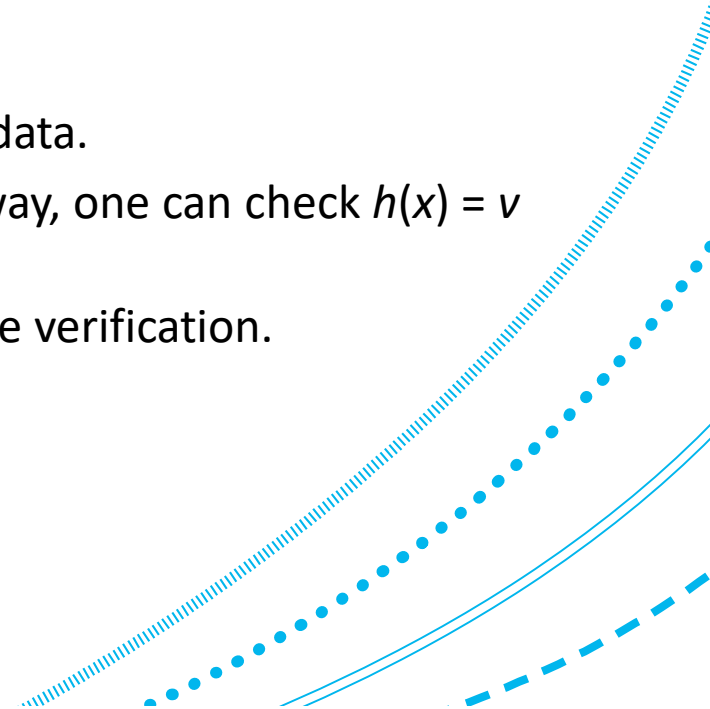 data.
way, one can check h(x) = v
e verification.